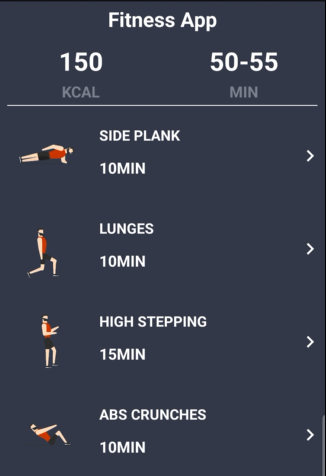 Fitness App
150 50-55
KCAL MIN
SIDE PLANK
10MIN
LUNGES
10MIN
HIGH STEPPING
15MIN
ABS CRUNCHES
10MIN